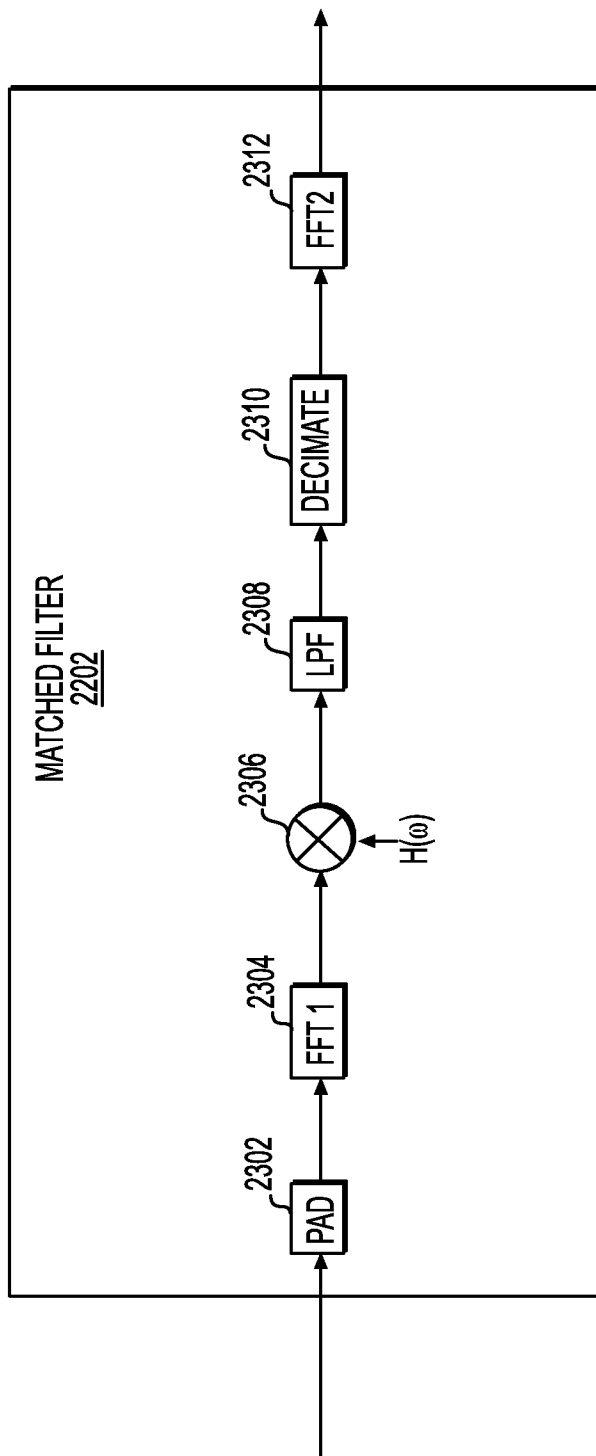 MATCHED FILTER
2202
2302
PAD
2304
FFT 1
2306
H(ω)
2308
LPF
2310
DECIMATE
2312
FFT2